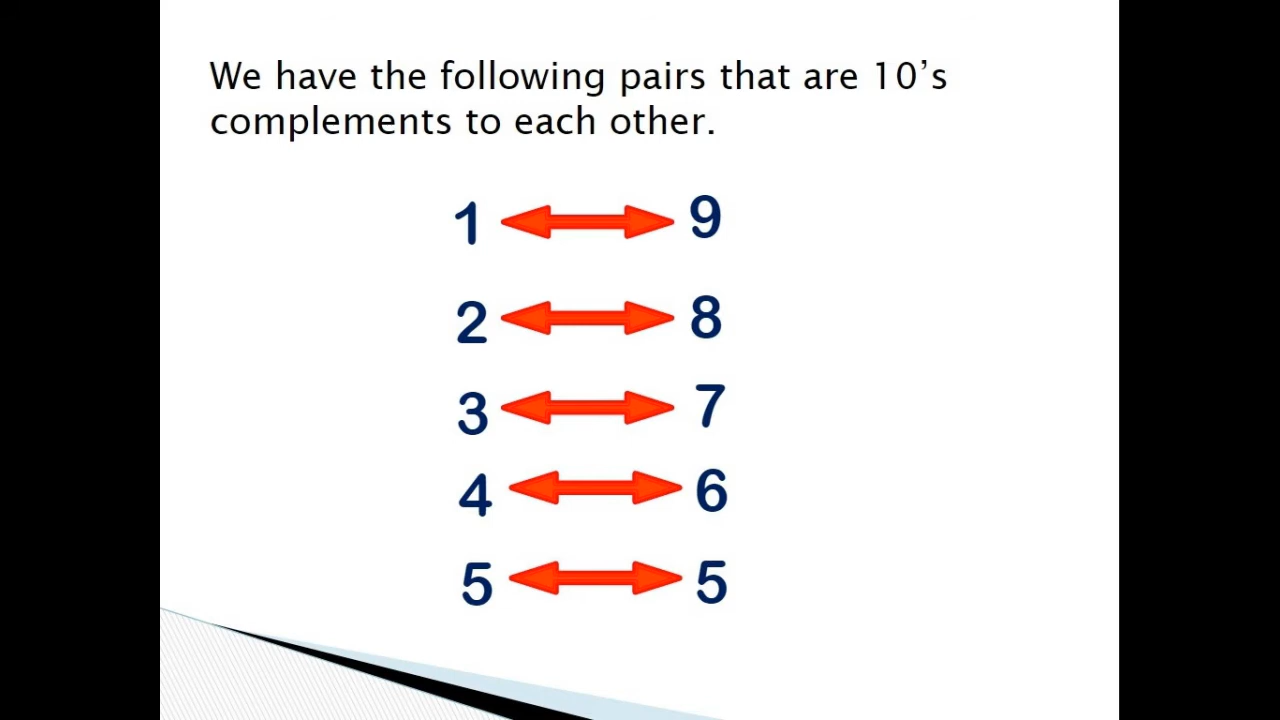 We have the following pairs that are 10’s
complements to each other.
1 9
2 8
3 7
4 6
5 5